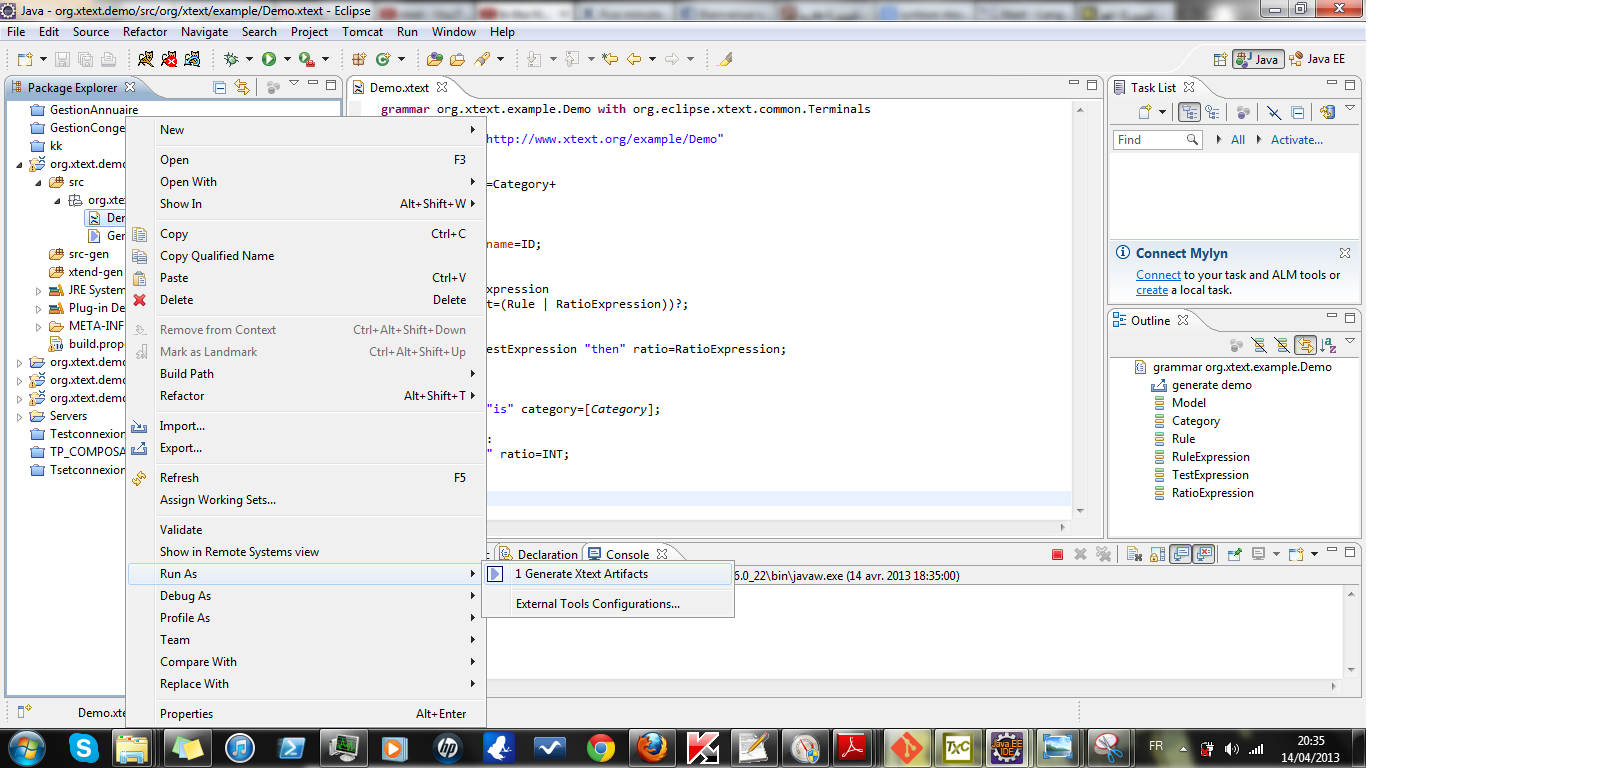 Java - org.xtext.demo/src/org/xtext/example/Demo.xtext - Eclipse
File Edit Source Refactor Navigate Search Project Tomcat Run Window Help
Java Java EE
Package Explorer
GestionAnnuaire
GestionConge
kk
org.xtext.demo
src
org.xte
Der
Ger
src-gen
xtend-gen
JRE System
Plug-in De
META-INF
build.prop
org.xtext.demo
org.xtext.demo
org.xtext.demo
Servers
Testconnexion
TP_COMPOSA
Tsetconnexion
New
Open F3
Open With
Show In Alt+Shift+W
Copy Ctrl+C
Copy Qualified Name
Paste Ctrl+V
Delete Delete
Remove from Context Ctrl+Alt+Shift+Down
Mark as Landmark Ctrl+Alt+Shift+Up
Build Path
Refactor Alt+Shift+T
Import...
Export...
Refresh F5
Assign Working Sets...
Validate
Show in Remote Systems view
Run As
Debug As
Profile As
Team
Compare With
Replace With
Properties Alt+Enter
1 Generate Xtext Artifacts
External Tools Configurations...
Demo.xtext
grammar org.xtext.example.Demo with org.eclipse.xtext.common.Terminals
http://www.xtext.org/example/Demo"
=Category+
name=ID;
xpression
t=(Rule | RatioExpression))?;
estExpression "then" ratio=RatioExpression;
"is" category=[Category];
:
" ratio=INT;
Declaration Console
6.0_22\bin\javaw.exe (14 avr. 2013 18:35:00)
Task List
Find All Activate...
Connect Mylyn
Connect to your task and ALM tools or
create a local task.
Outline
grammar org.xtext.example.Demo
generate demo
Model
Category
Rule
RuleExpression
TestExpression
RatioExpression
Demo.xte
FR
20:35
14/04/2013